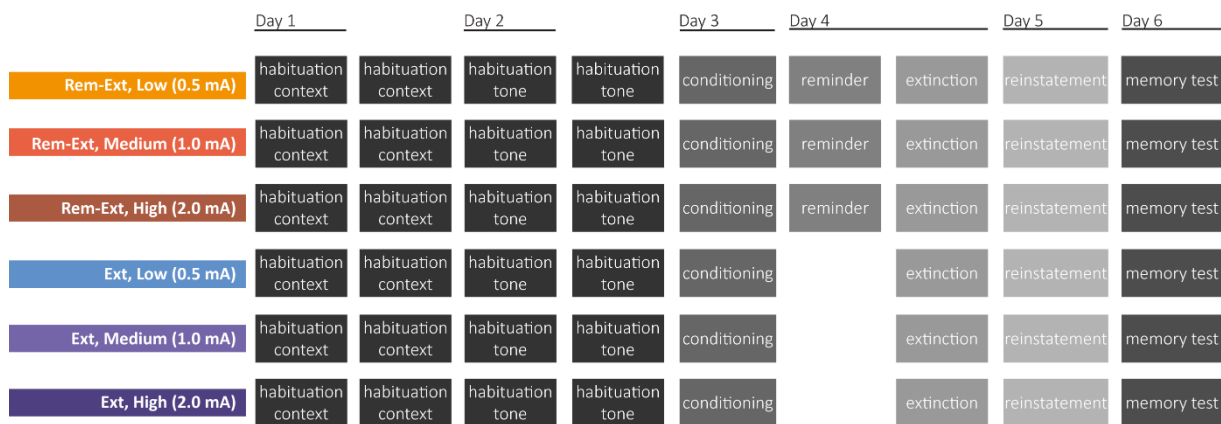 Day 1 Day 2 Day 3 Day 4 Day 5 Day 6
Rem-Ext, Low (0.5 mA)
habituation context
habituation context
habituation tone
habituation tone
conditioning
reminder
extinction
reinstatement
memory test
Rem-Ext, Medium (1.0 mA)
habituation context
habituation context
habituation tone
habituation tone
conditioning
reminder
extinction
reinstatement
memory test
Rem-Ext, High (2.0 mA)
habituation context
habituation context
habituation tone
habituation tone
conditioning
reminder
extinction
reinstatement
memory test
Ext, Low (0.5 mA)
habituation context
habituation context
habituation tone
habituation tone
conditioning
extinction
reinstatement
memory test
Ext, Medium (1.0 mA)
habituation context
habituation context
habituation tone
habituation tone
conditioning
extinction
reinstatement
memory test
Ext, High (2.0 mA)
habituation context
habituation context
habituation tone
habituation tone
conditioning
extinction
reinstatement
memory test